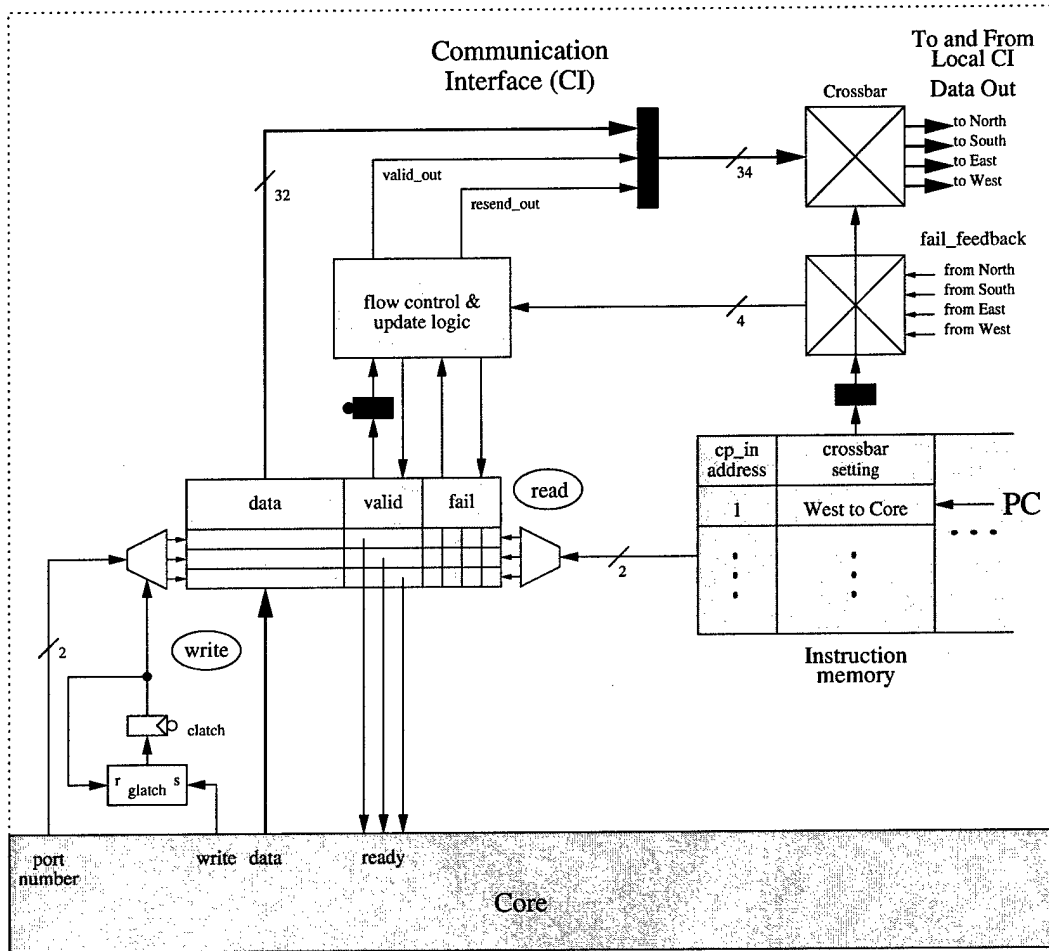 Communication
Interface (CI)
To and From
Local CI
Data Out
Crossbar
to North
to South
to East
to West
32
valid_out
resend_out
34
fail_feedback
from North
from South
from East
from West
flow control &
update logic
4
cp_in
address
crossbar
setting
1
West to Core
PC
data
valid
fail
read
2
2
write
Instruction
memory
clatch
r
glatch
s
port
number
write
data
ready
Core